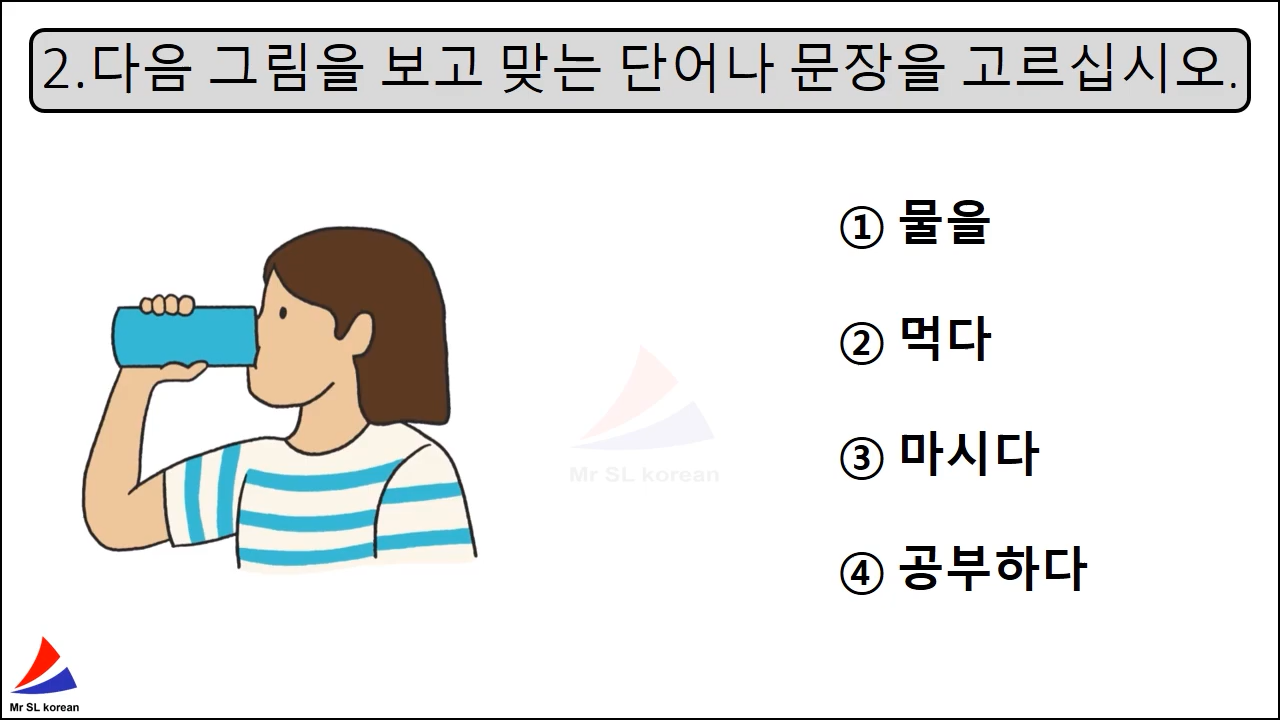 2.다음 그림을 보고 맞는 단어나 문장을 고르십시오.
① 물을
② 먹다
③ 마시다
④ 공부하다
Mr SL korean
Mr SL korean